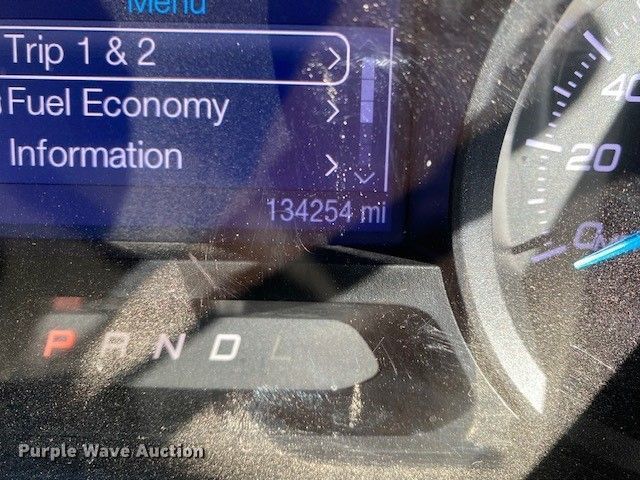 Menu
Trip 1 & 2
Fuel Economy
Information
134254 mi
40
20
0
P R N D L
Purple Wave Auction